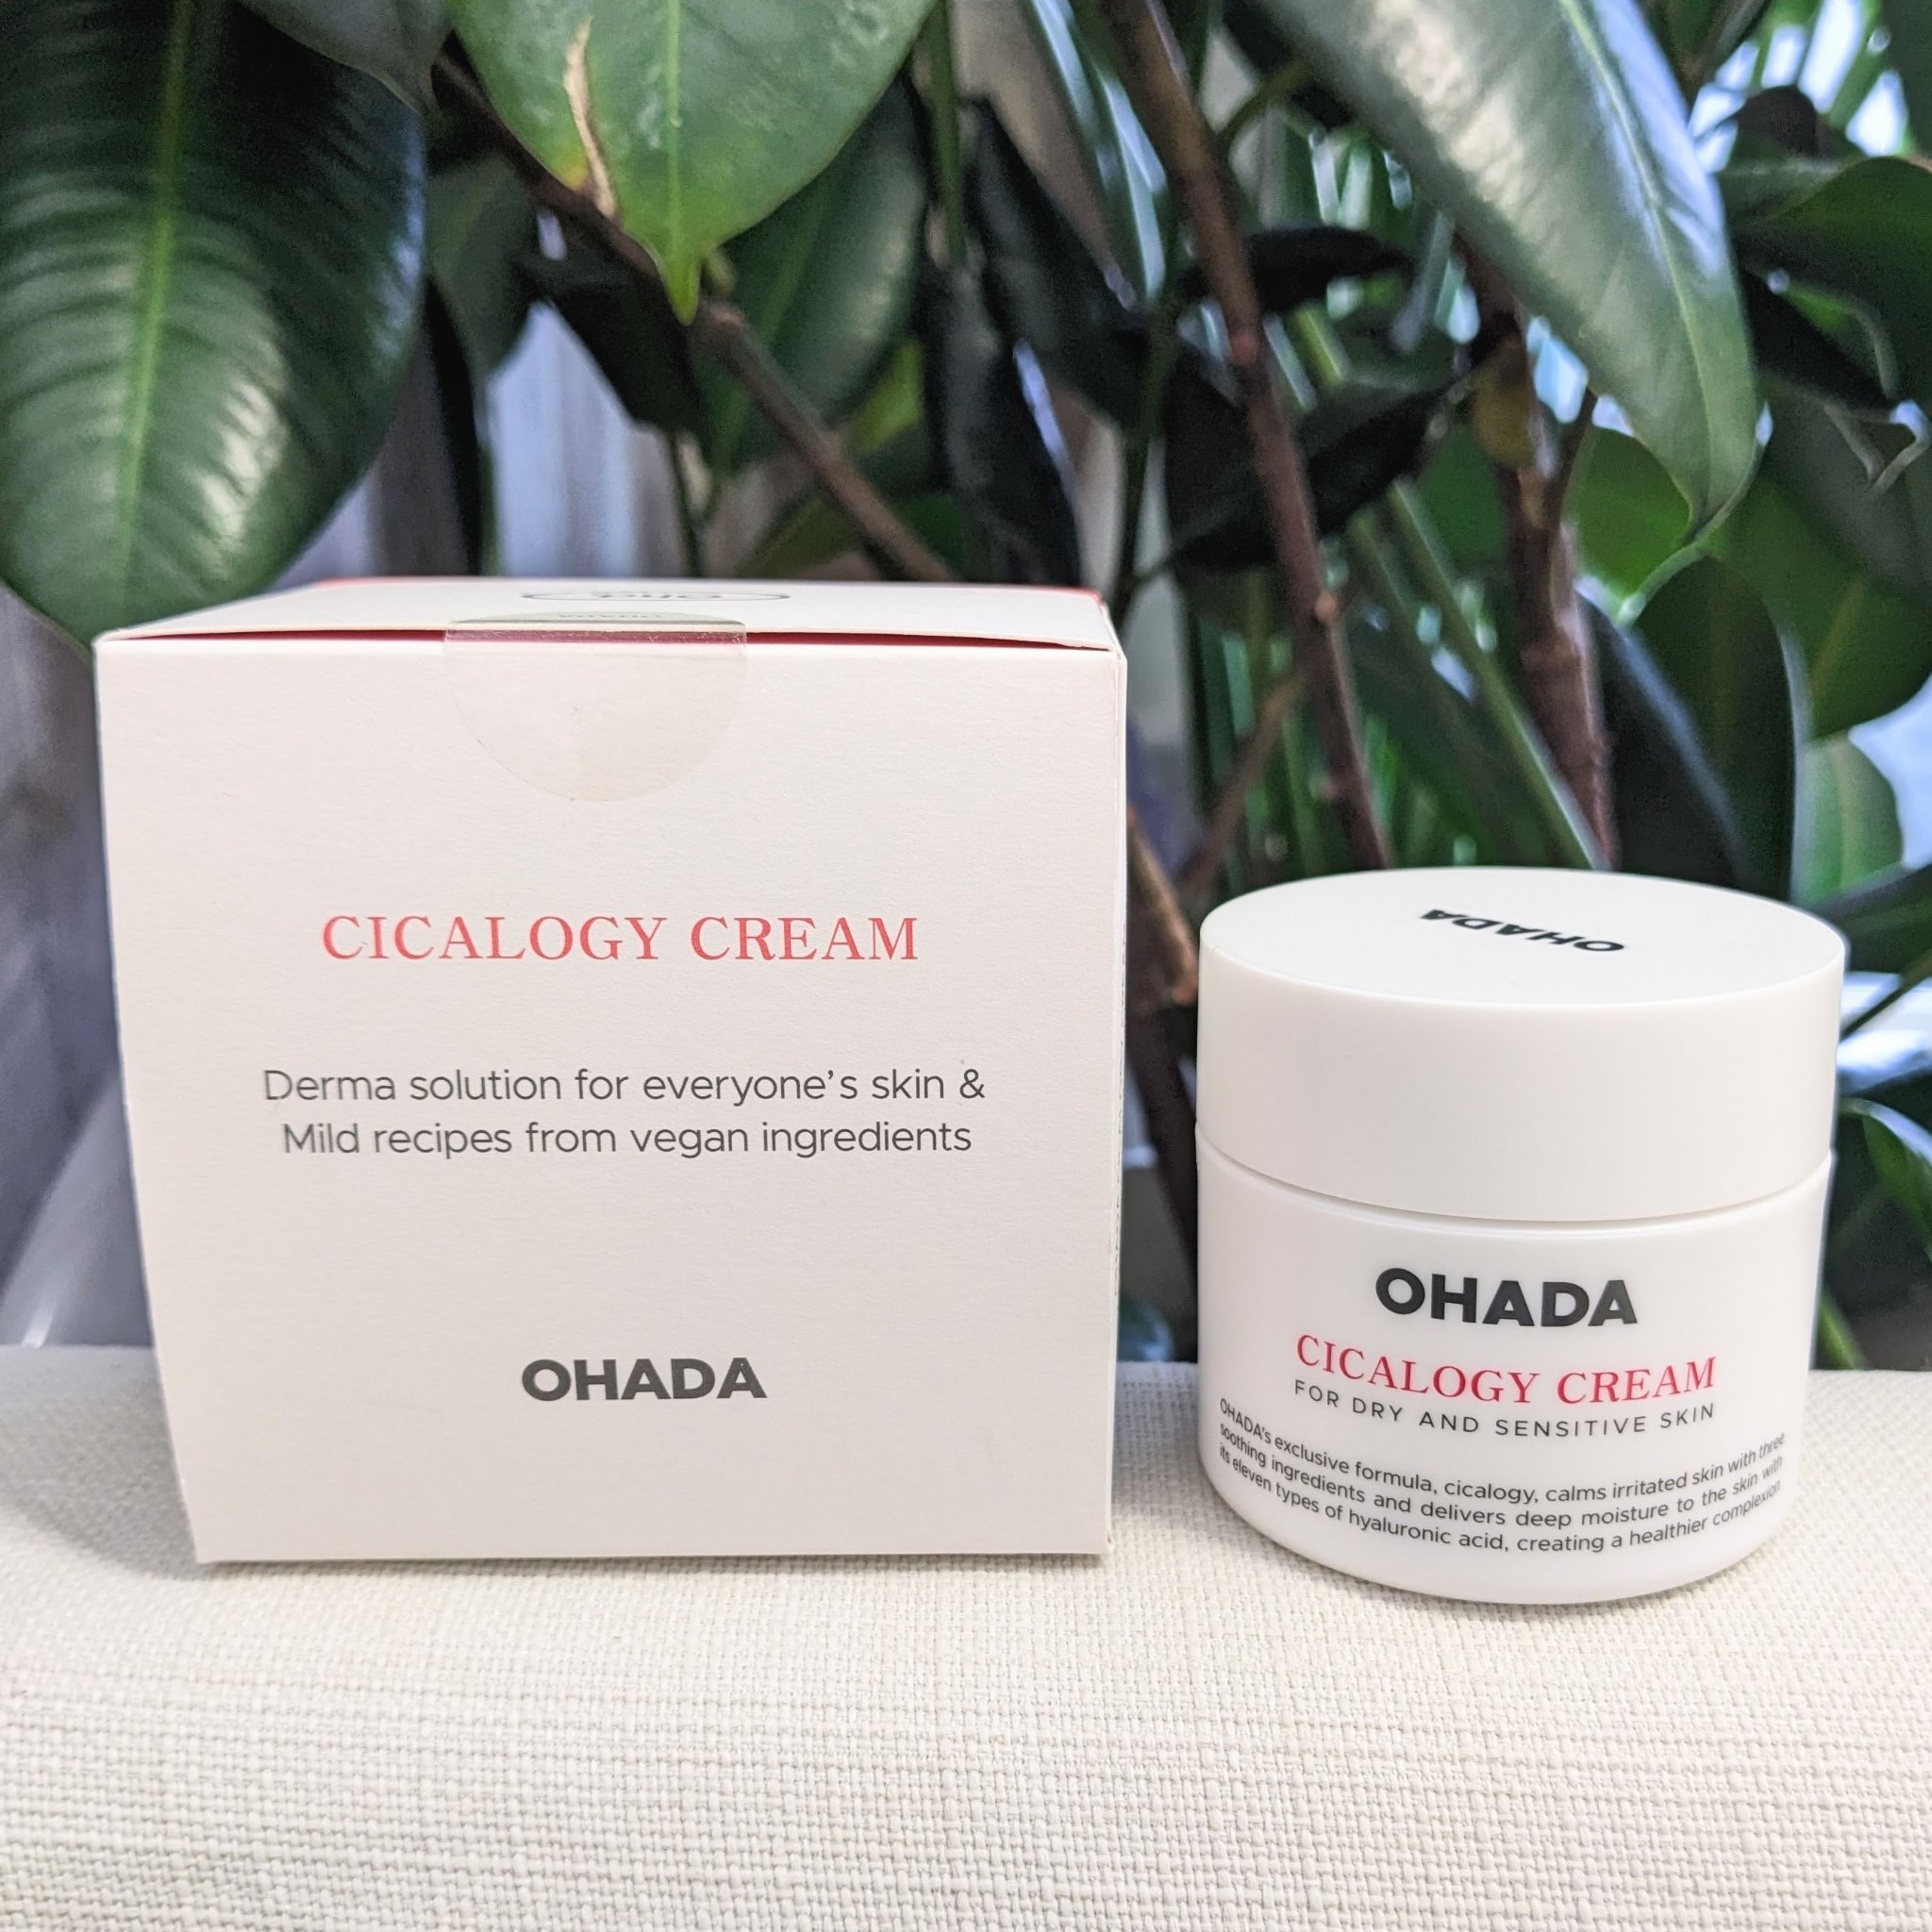 OHADA
CICALOGY CREAM
Derma solution for everyone's skin &
Mild recipes from vegan ingredients
OHADA
OHADA
OHADA
CICALOGY CREAM
FOR DRY AND SENSITIVE SKIN
OHADA's exclusive formula, cicalogy, calms irritated skin with three
soothing ingredients and delivers deep moisture to the skin with
its eleven types of hyaluronic acid, creating a healthier complexion